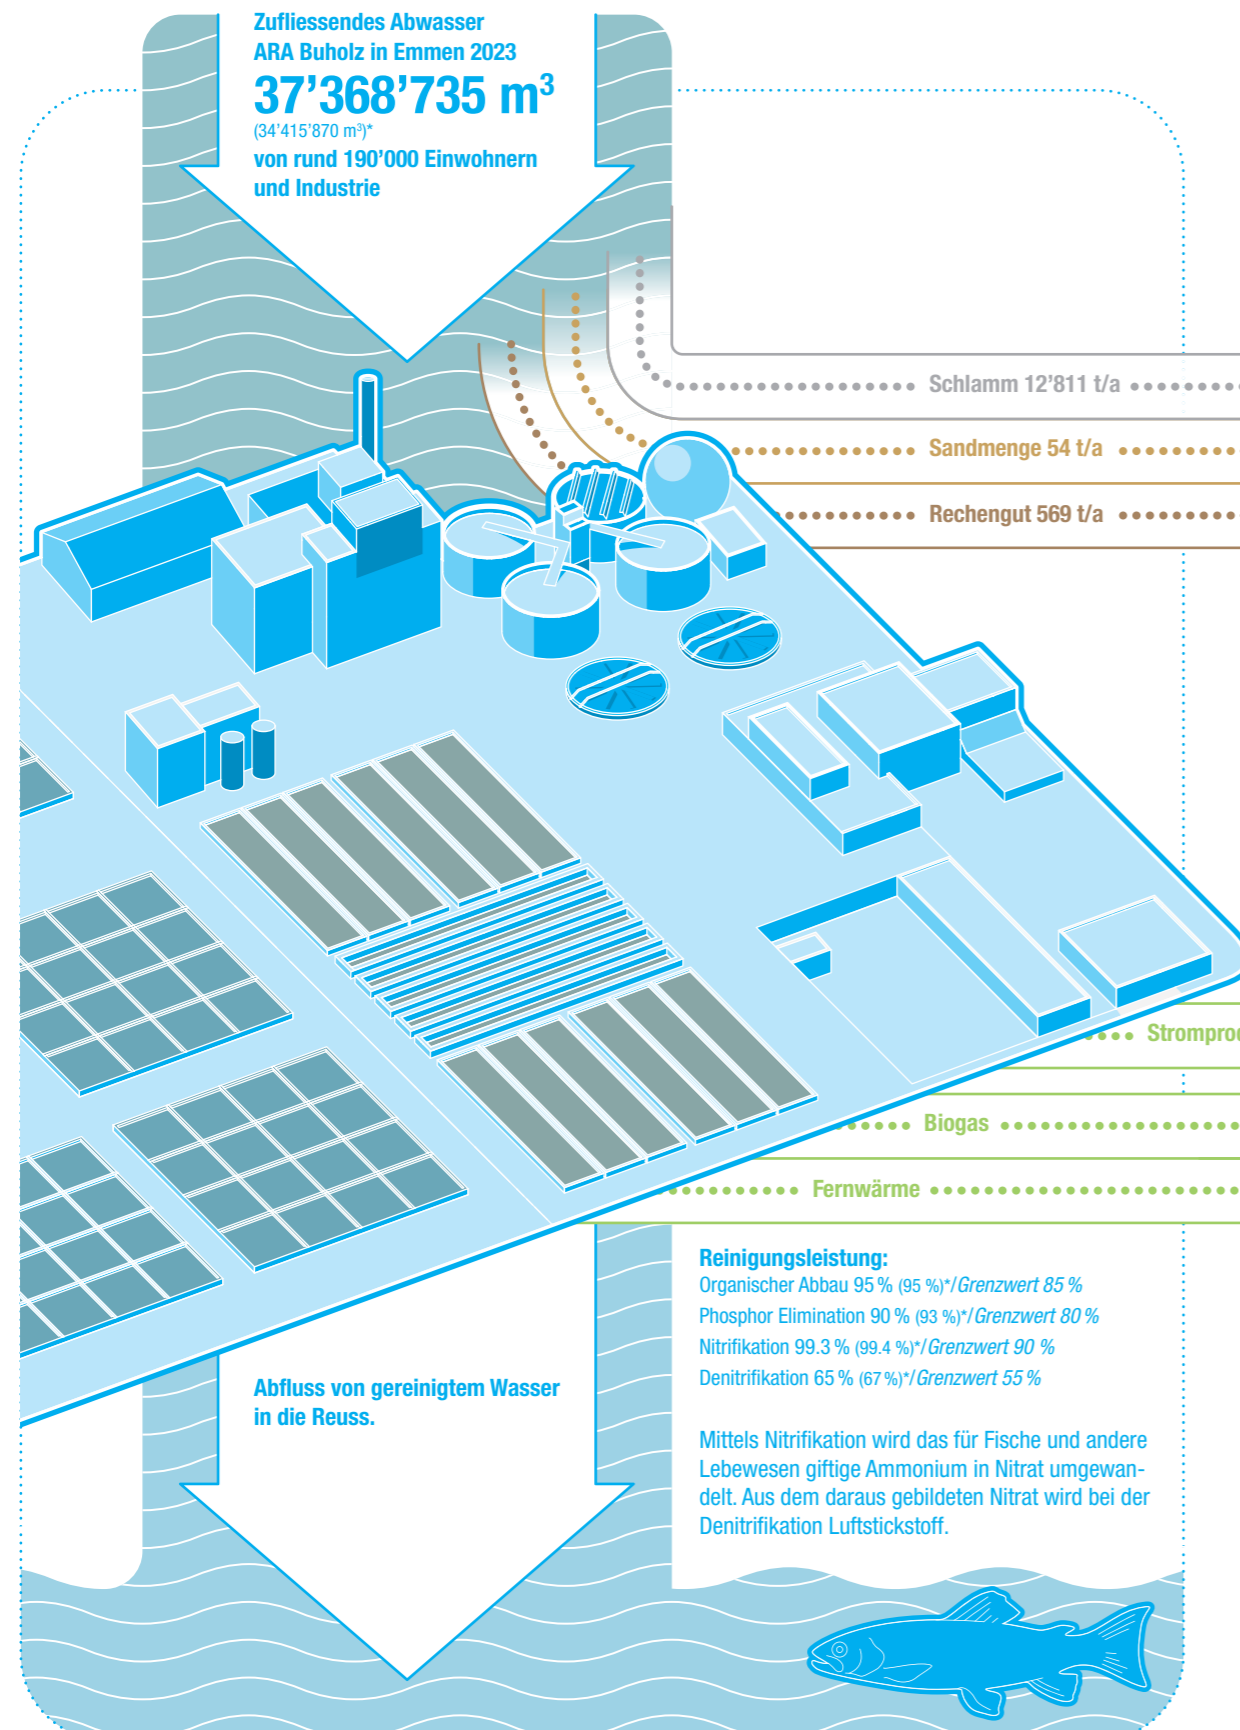 Zufliessendes Abwasser
ARA Buholz in Emmen 2023
37’368’735 m³
(34’415’870 m³)*
von rund 190’000 Einwohnern
und Industrie
Schlamm 12’811 t/a
Sandmenge 54 t/a
Rechengut 569 t/a
Stromprod
Biogas
Fernwärme
Reinigungsleistung:
Organischer Abbau 95 % (95 %)*/Grenzwert 85 %
Phosphor Elimination 90 % (93 %)*/Grenzwert 80 %
Nitrifikation 99.3 % (99.4 %)*/Grenzwert 90 %
Denitrifikation 65 % (67 %)*/Grenzwert 55 %
Abfluss von gereinigtem Wasser
in die Reuss.
Mittels Nitrifikation wird das für Fische und andere
Lebewesen giftige Ammonium in Nitrat umgewan-
delt. Aus dem daraus gebildeten Nitrat wird bei der
Denitrifikation Luftstickstoff.